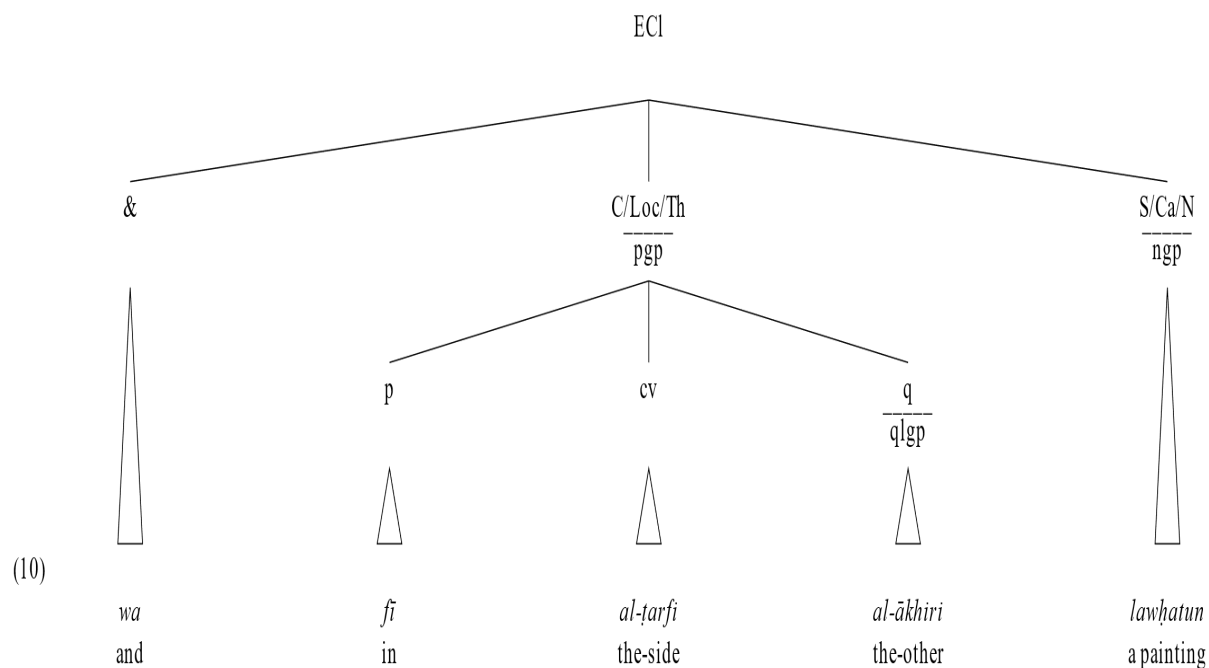 ECl
& C/Loc/Th S/Ca/N
pgp ngp
p cv q
qlgp
(10)
wa fī al-ṭarfi al-ākhiri lawḥatun
and in the-side the-other a painting